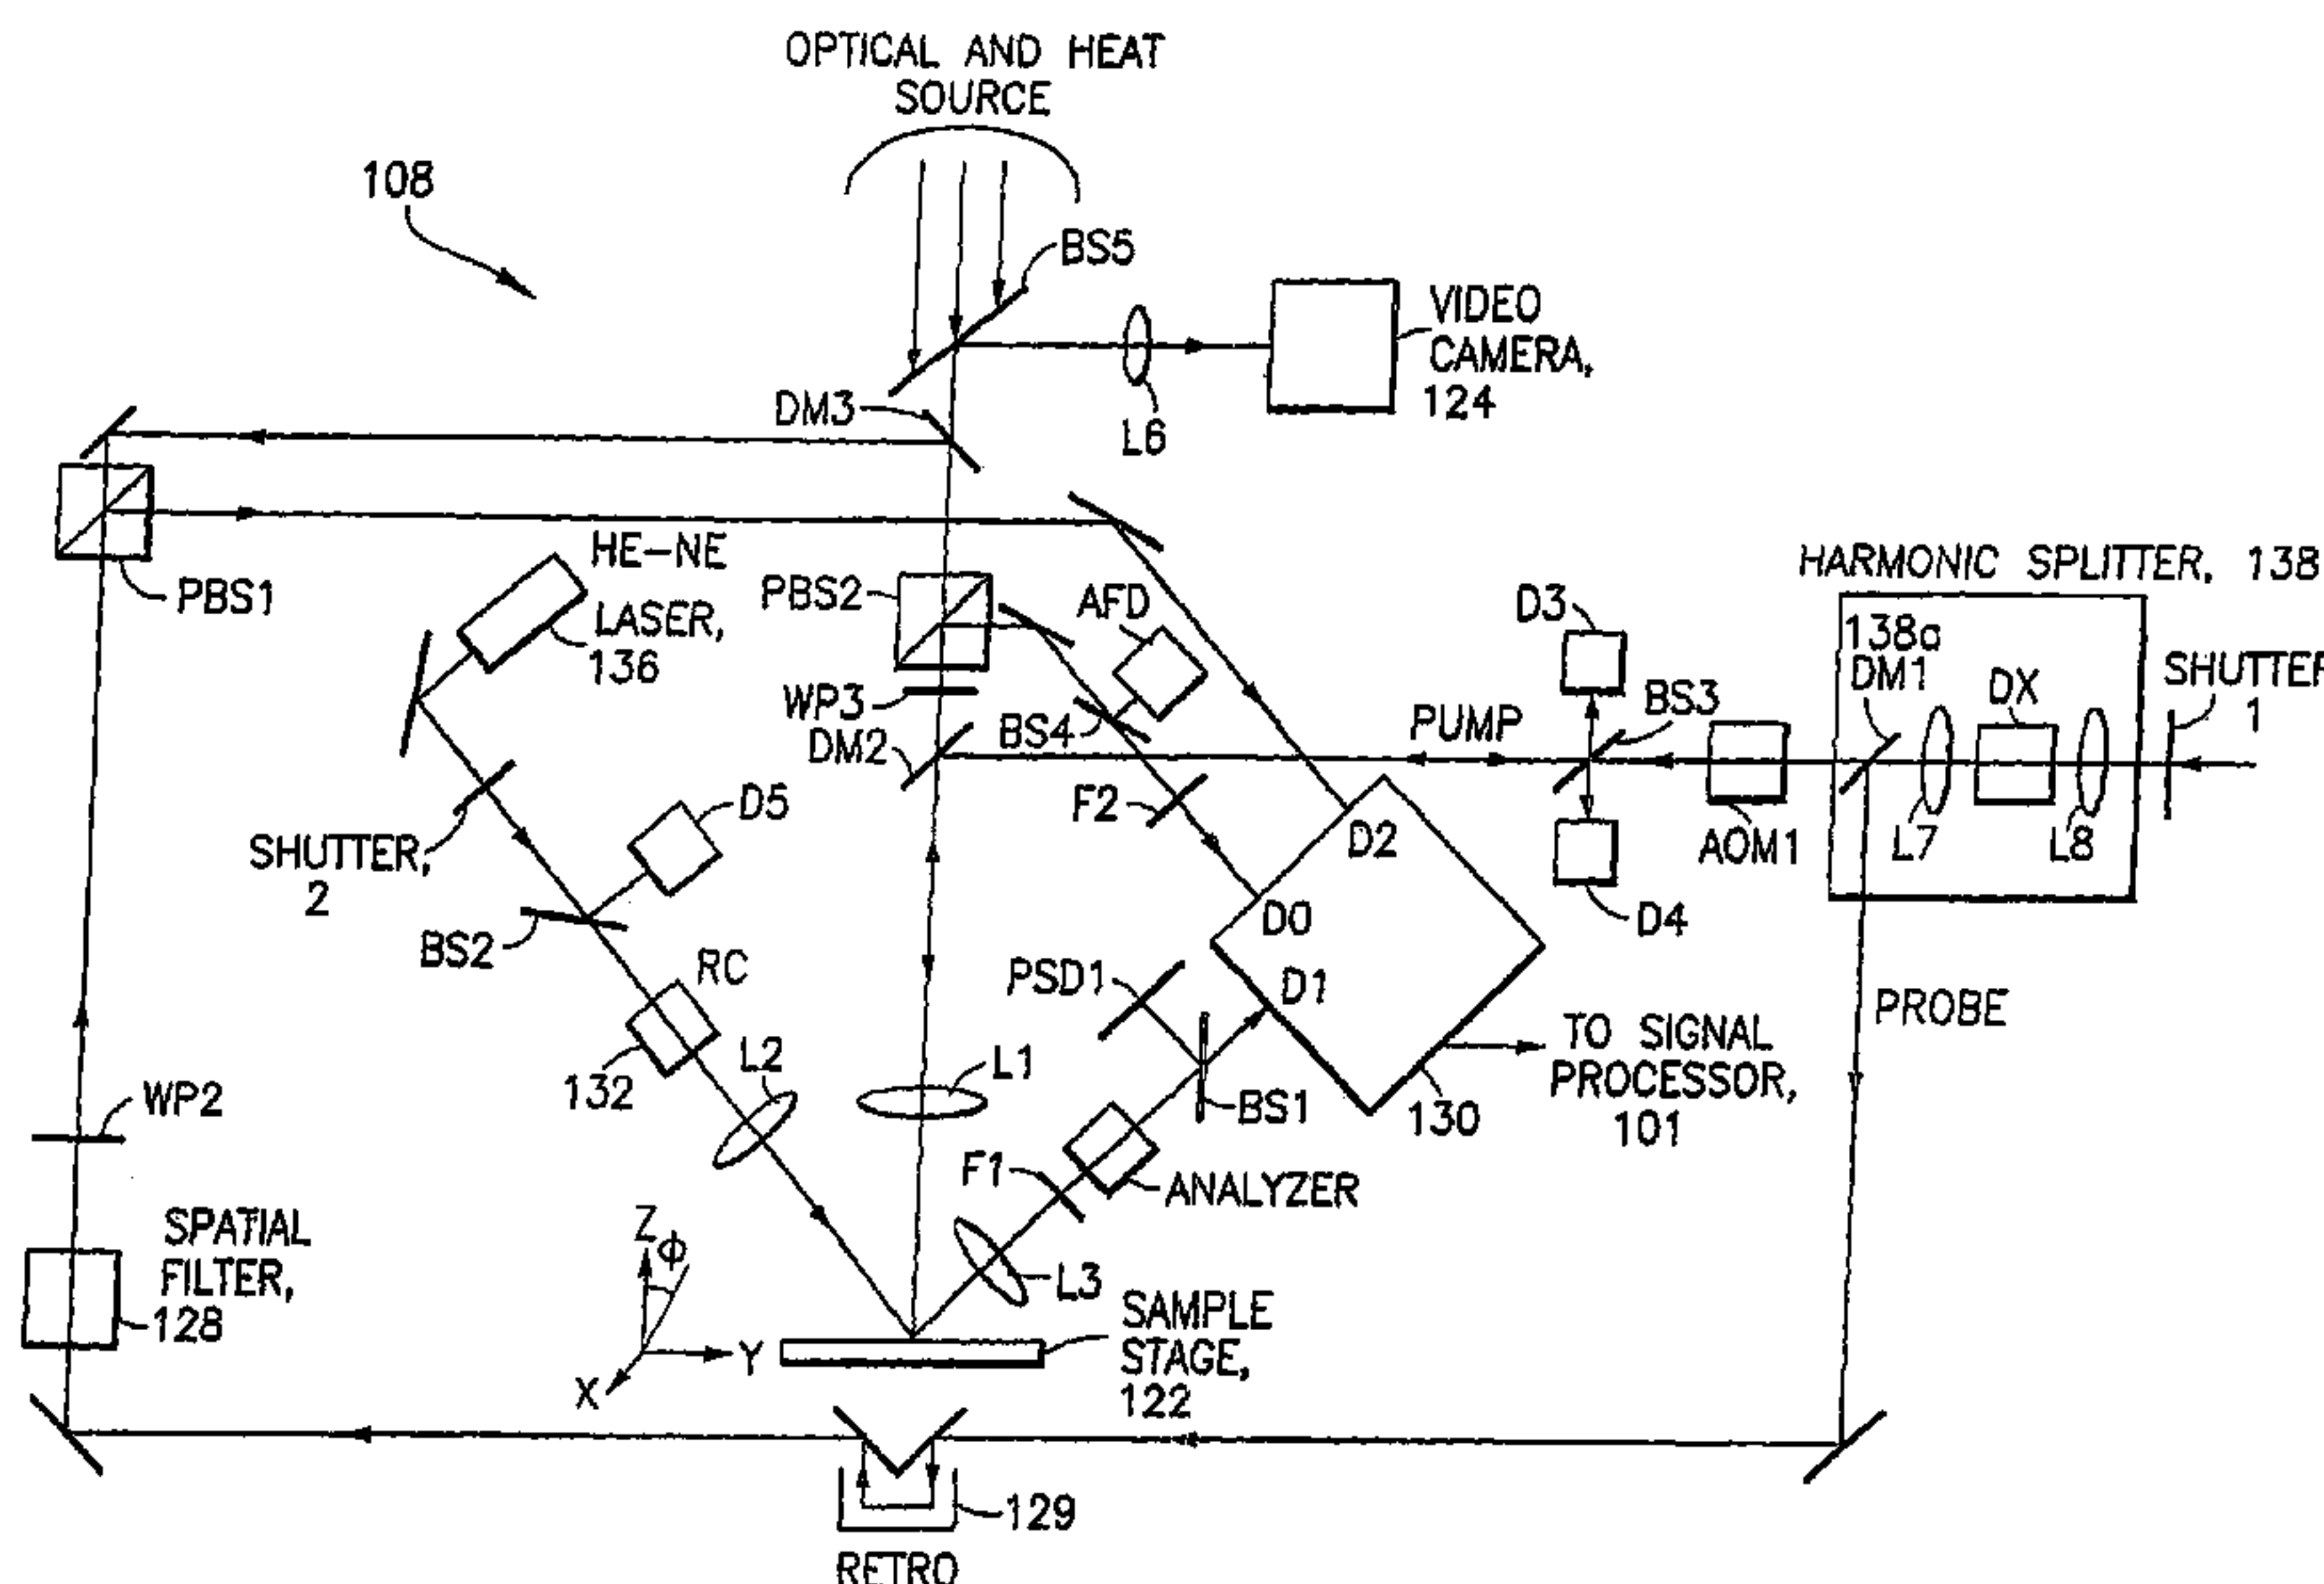 OPTICAL AND HEAT
SOURCE
108
BS5
VIDEO
CAMERA,
124
L6
DM3
PBS1
HE-NE
LASER,
136
PBS2
AFD
WP3
BS4
DM2
PUMP
D3
BS3
HARMONIC SPLITTER, 138
138a
DM1
DX
SHUTTER
1
AOM1
L7
L8
D4
F2
D2
D0
D1
D5
SHUTTER,
2
BS2
RC
132
L2
L1
PSD1
BS1
130
TO SIGNAL
PROCESSOR,
101
PROBE
WP2
SPATIAL
FILTER,
128
F1
ANALYZER
L3
Z
Φ
Y
X
SAMPLE
STAGE,
122
129
RETRO